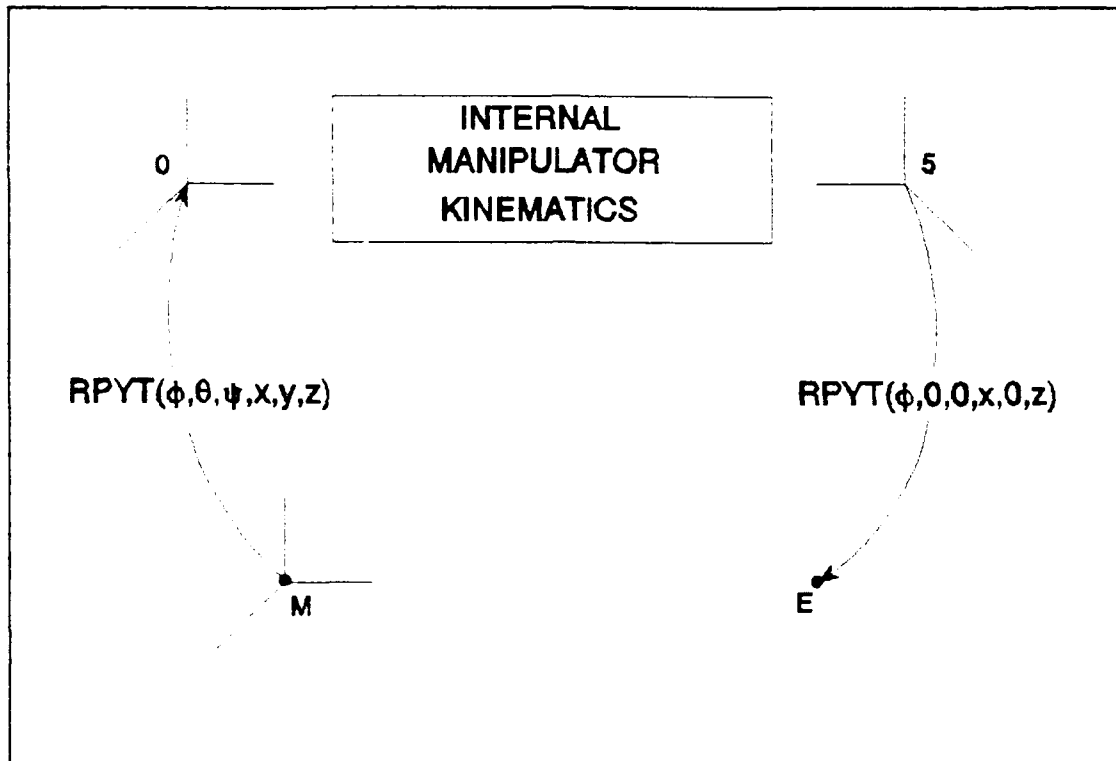 INTERNAL
MANIPULATOR
KINEMATICS
0
5
RPYT(ϕ,θ,ψ,x,y,z)
RPYT(ϕ,0,0,x,0,z)
M
E